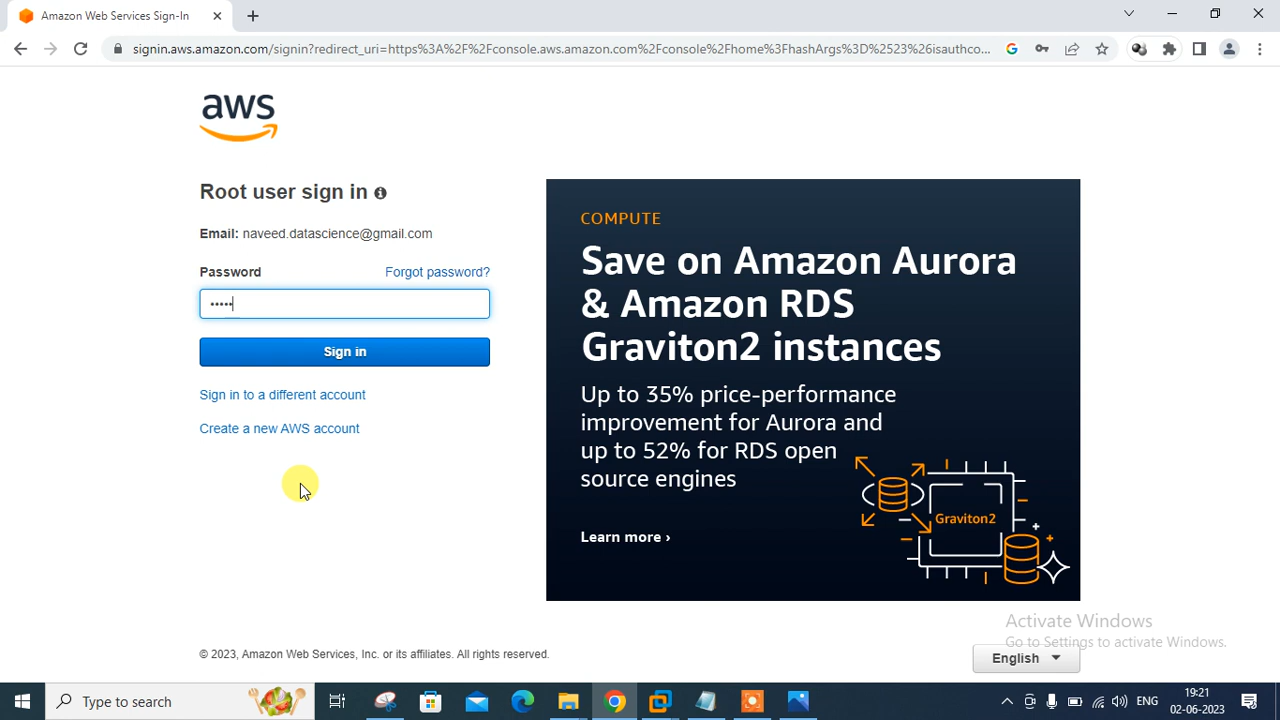 Amazon Web Services Sign-In
signin.aws.amazon.com/signin?redirect_uri=https%3A%2F%2Fconsole.aws.amazon.com%2Fconsole%2Fhome%3FhashArgs%3D%2523%26isauthco...
aws
Root user sign in
Email: naveed.datascience@gmail.com
Password Forgot password?
•••••
Sign in
Sign in to a different account
Create a new AWS account
COMPUTE
Save on Amazon Aurora
& Amazon RDS
Graviton2 instances
Up to 35% price-performance
improvement for Aurora and
up to 52% for RDS open
source engines
Graviton2
Learn more ›
Activate Windows
Go to Settings to activate Windows.
© 2023, Amazon Web Services, Inc. or its affiliates. All rights reserved.
English
Type to search
ENG
19:21
02-06-2023